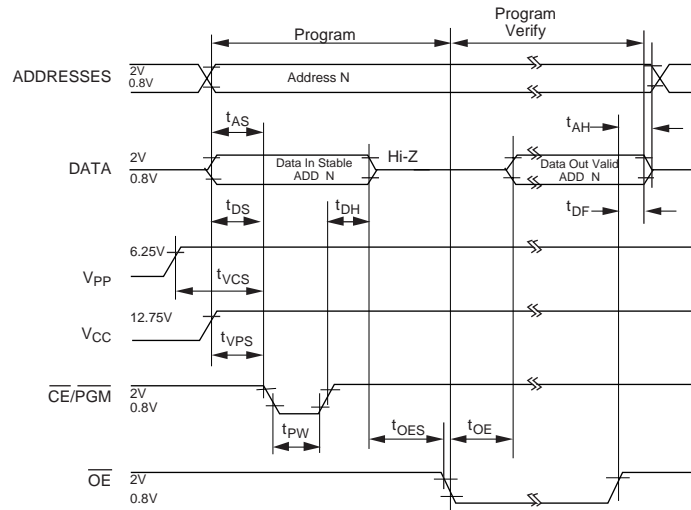 Program
Program
Verify
ADDRESSES
2V
0.8V
Address N
tAS
tAH
DATA
2V
0.8V
Data In Stable
ADD N
Hi-Z
Data Out Valid
ADD N
tDS
tDH
tDF
VPP
6.25V
tVCS
VCC
12.75V
tVPS
CE/PGM
2V
0.8V
tPW
tOES
tOE
OE
2V
0.8V